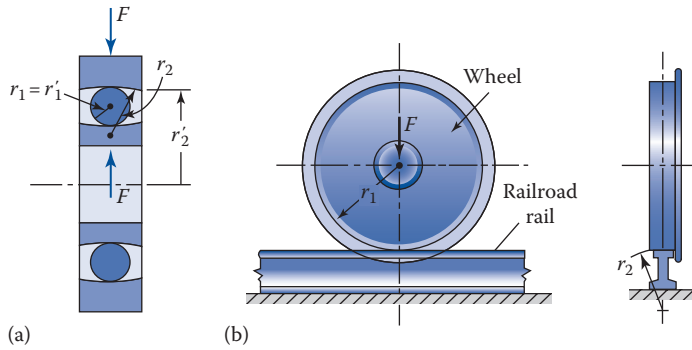 F
r₁ = r′₁
r₂
r′₂
F
(a)
Wheel
F
r₁
Railroad
rail
(b)
r₂